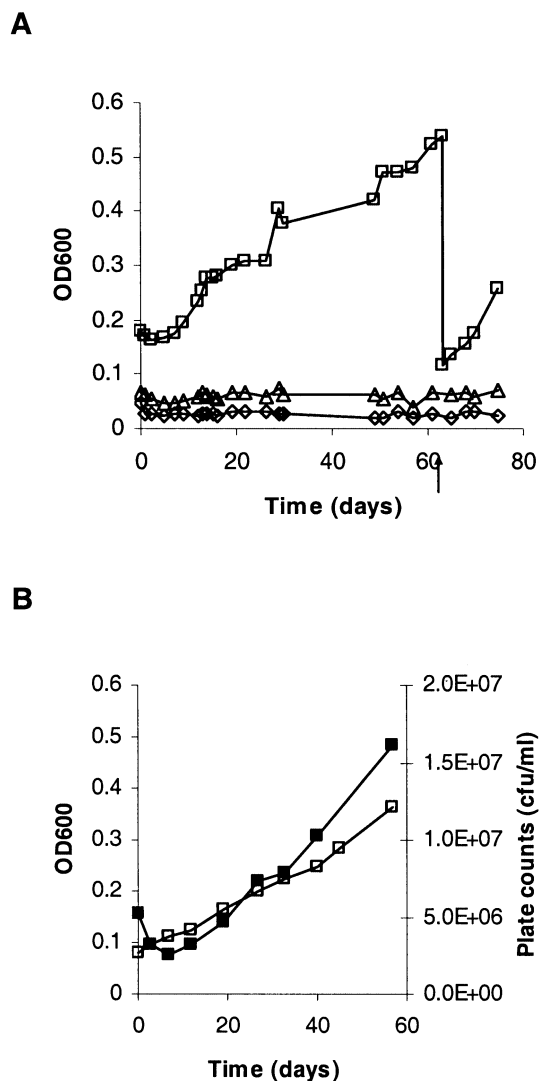 A
0.6
0.5
0.4
0.3
0.2
0.1
0
OD600
0 20 40 60 80
Time (days)
B
0.6 2.0E+07
0.5 1.5E+07
0.4
0.3 1.0E+07
0.2 5.0E+06
0.1
0 0.0E+00
OD600
Plate counts (cfu/ml)
0 20 40 60
Time (days)